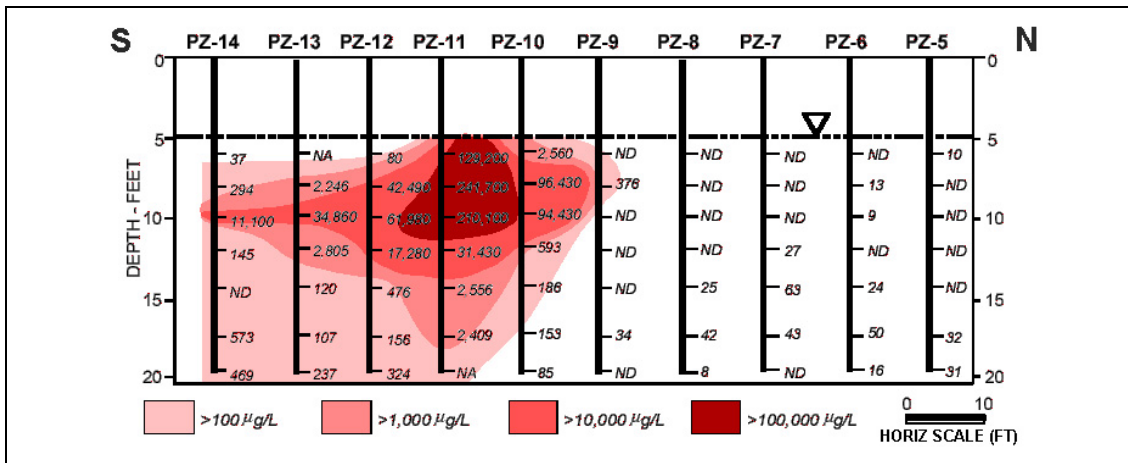 S N
PZ-14 PZ-13 PZ-12 PZ-11 PZ-10 PZ-9 PZ-8 PZ-7 PZ-6 PZ-5
0 0
5 5
37 NA 80 129,200 2,560 ND ND ND ND 10
294 2.246 42,490 241,700 96.430 376 ND ND 13 ND
10 11,100 34,860 61,950 210,100 94.430 ND ND ND 9 ND 10
145 2.805 17,280 31.430 593 ND ND 27 ND ND
ND 120 476 2,556 186 ND 25 63 24 ND
15 15
573 107 156 2,409 153 34 42 43 50 32
20 469 237 324 NA 85 ND 8 ND 16 31 20
DEPTH - FEET
>100 µg/L >1,000 µg/L >10,000 µg/L >100,000 µg/L
0 10
HORIZ SCALE (FT)